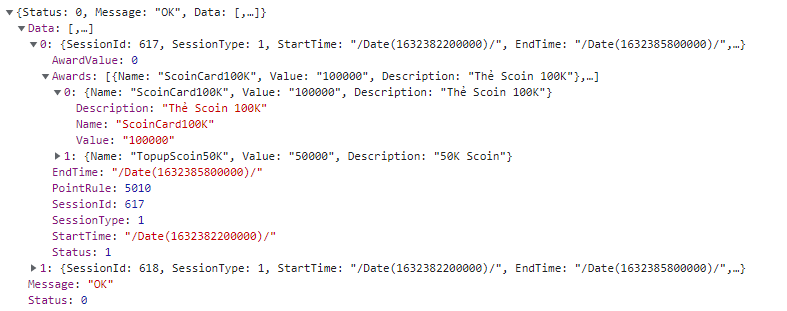 {Status: 0, Message: "OK", Data: [,…]}
Data: [,…]
0: {SessionId: 617, SessionType: 1, StartTime: "/Date(1632382200000)/", EndTime: "/Date(1632385800000)/",…}
AwardValue: 0
Awards: [{Name: "ScoinCard100K", Value: "100000", Description: "Thẻ Scoin 100K"},…]
0: {Name: "ScoinCard100K", Value: "100000", Description: "Thẻ Scoin 100K"}
Description: "Thẻ Scoin 100K"
Name: "ScoinCard100K"
Value: "100000"
1: {Name: "TopupScoin50K", Value: "50000", Description: "50K Scoin"}
EndTime: "/Date(1632385800000)/"
PointRule: 5010
SessionId: 617
SessionType: 1
StartTime: "/Date(1632382200000)/"
Status: 1
1: {SessionId: 618, SessionType: 1, StartTime: "/Date(1632382200000)/", EndTime: "/Date(1632385800000)/",…}
Message: "OK"
Status: 0